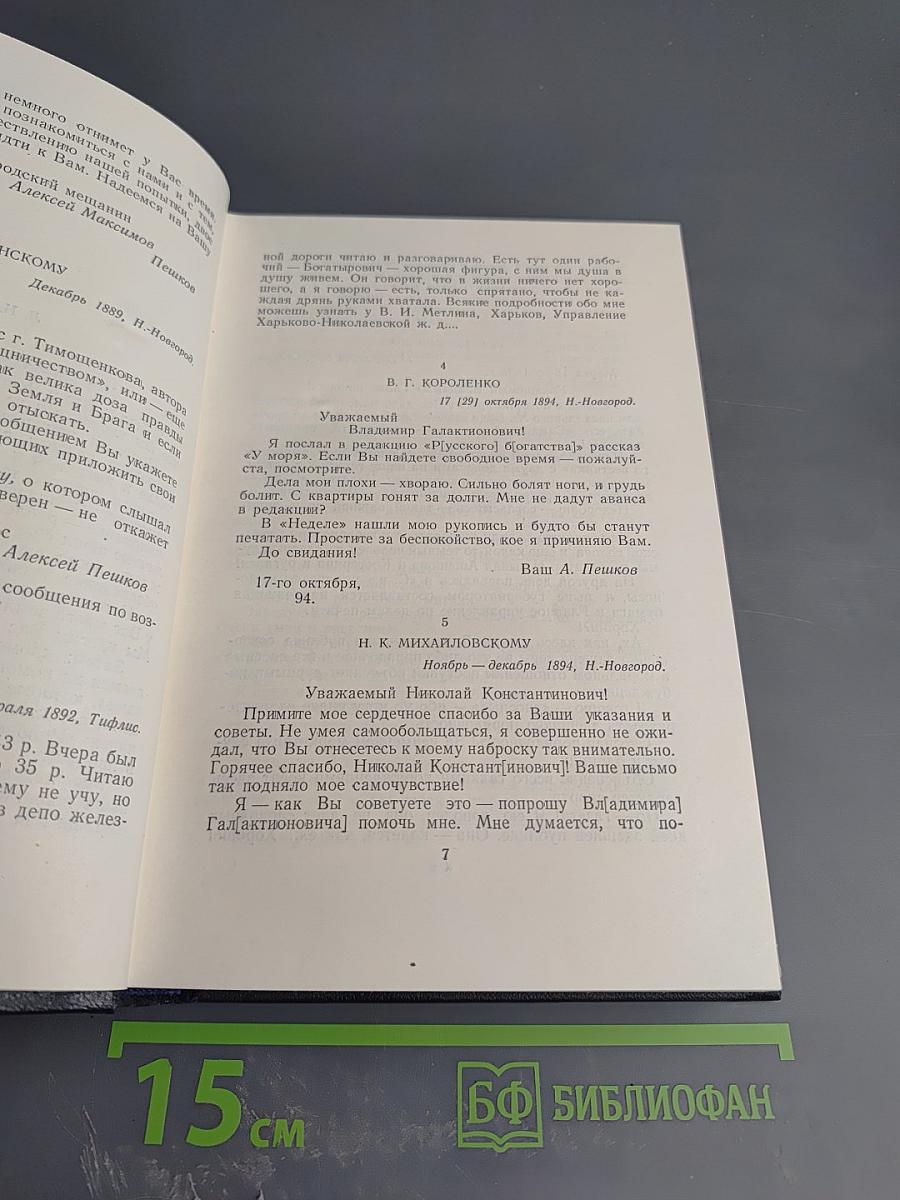 немного отнимет у Вас время,
познакомиться с нами и с тем,
ествлению нашей попытки, двое
йдти к Вам. Надеемся на Вашу
родский мещанин
Алексей Максимов Пешков
НСКОМУ
Декабрь 1889, Н.-Новгород.
с г. Тимощенкова, автора
щничеством», или — еще
ак велика доза правды
Земля и Брага и если
отыскать.
ообщением Вы укажете
ающих приложить свои
у, о котором слышал
верен — не откажет
ос
Алексей Пешков
сообщения по воз-
раля 1892, Тифлис.
3 р. Вчера был
35 р. Читаю
ему не учу, но
в депо желез-
ной дороги читаю и разговариваю. Есть тут один рабо-
чий — Богатырович — хорошая фигура, с ним мы душа в
душу живем. Он говорит, что в жизни ничего нет хоро-
шего, а я говорю — есть, только спрятано, чтобы не ка-
ждая дрянь руками хватала. Всякие подробности обо мне
можешь узнать у В. И. Метлина, Харьков, Управление
Харьково-Николаевской ж. д....
4
В. Г. КОРОЛЕНКО
17 [29] октября 1894, Н.-Новгород.
Уважаемый
Владимир Галактионович!
Я послал в редакцию «Р[усского] б[огатства]» рассказ
«У моря». Если Вы найдете свободное время — пожалуй-
ста, посмотрите.
Дела мои плохи — хвораю. Сильно болят ноги, и грудь
болит. С квартиры гонят за долги. Мне не дадут аванса
в редакции?
В «Неделе» нашли мою рукопись и будто бы станут
печатать. Простите за беспокойство, кое я причиняю Вам.
До свидания!
Ваш А. Пешков
17-го октября,
94.
5
Н. К. МИХАЙЛОВСКОМУ
Ноябрь — декабрь 1894, Н.-Новгород.
Уважаемый Николай Константинович!
Примите мое сердечное спасибо за Ваши указания и
советы. Не умея самообольщаться, я совершенно не ожи-
дал, что Вы отнесетесь к моему наброску так внимательно.
Горячее спасибо, Николай Констант[инович]! Ваше письмо
так подняло мое самочувствие!
Я — как Вы советуете это — попрошу Вл[адимира]
Гал[актионовича] помочь мне. Мне думается, что по-
7
15 см
БФ БИБЛИОФАН